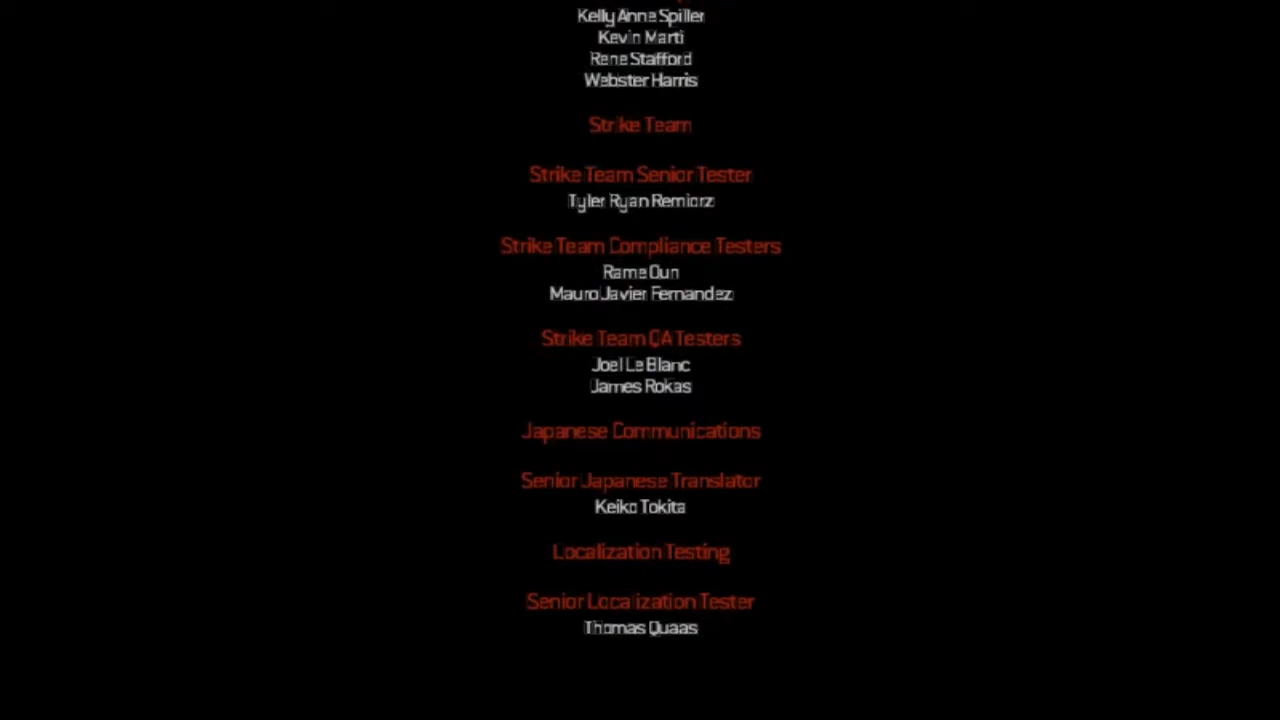 Kelly Anne Spiller
Kevin Marti
Rene Stafford
Webster Harris
Strike Team
Strike Team Senior Tester
Tyler Ryan Remiorz
Strike Team Compliance Testers
Rame Oun
Mauro Javier Fernandez
Strike Team QA Testers
Joel Le Blanc
James Rokas
Japanese Communications
Senior Japanese Translator
Keiko Tokita
Localization Testing
Senior Localization Tester
Thomas Quaas